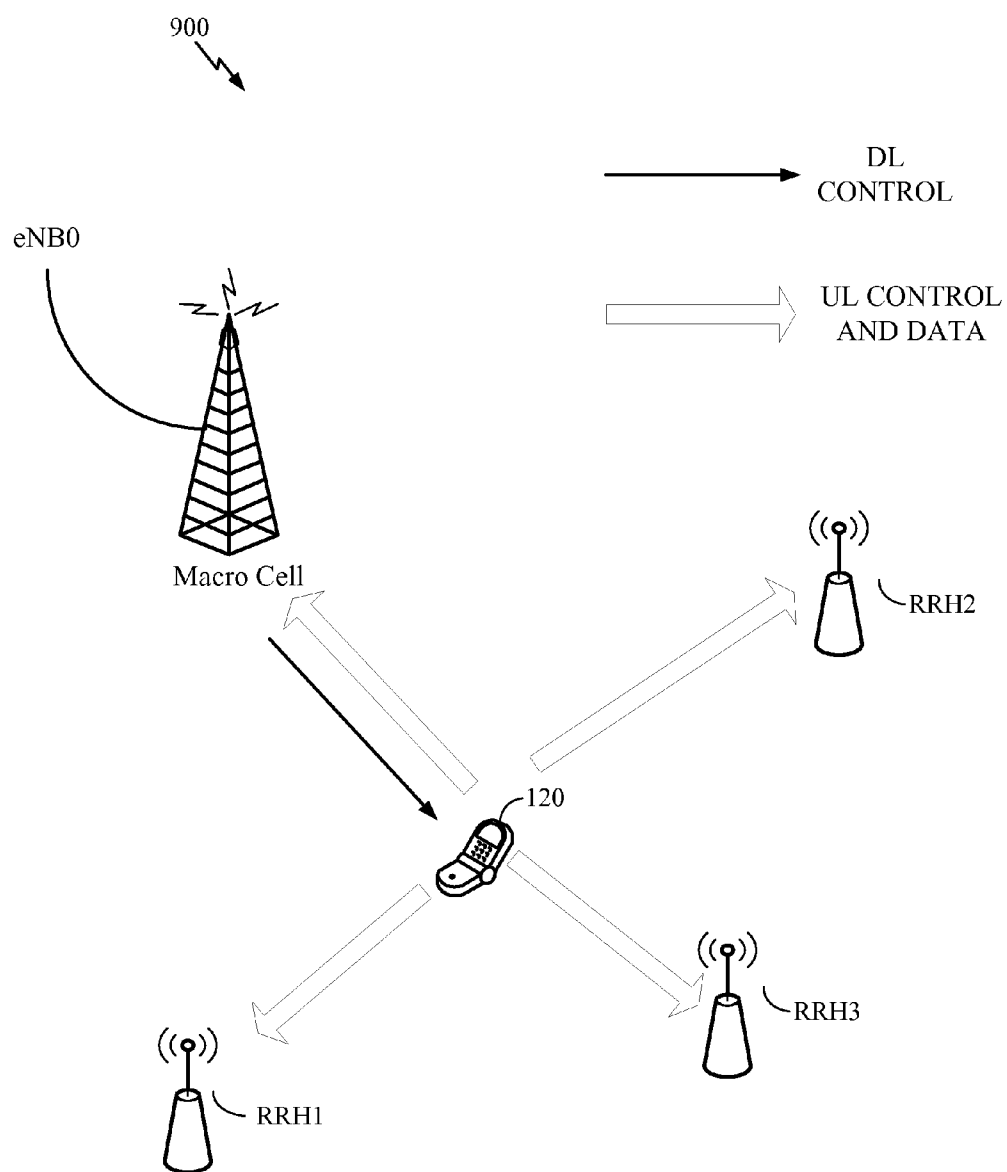 900
DL
CONTROL
eNB0
UL CONTROL
AND DATA
Macro Cell
RRH2
120
RRH3
RRH1